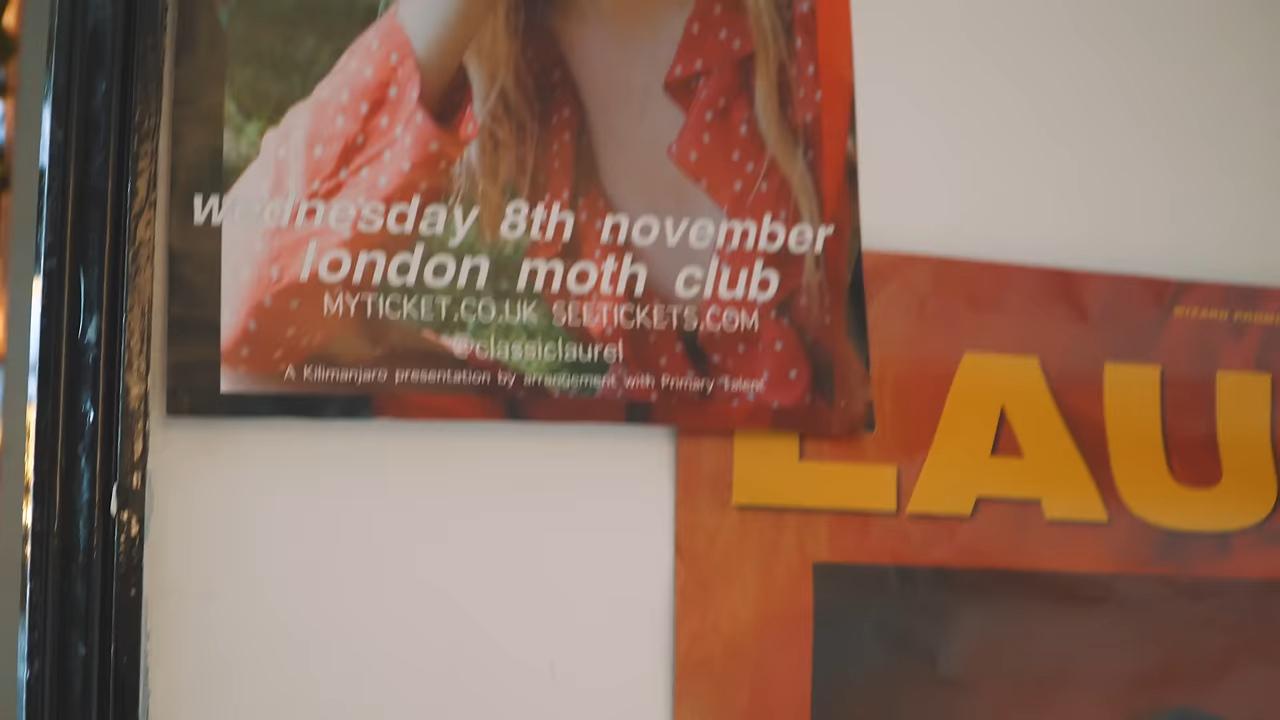 wednesday 8th november
london moth club
MYTICKET.CO.UK SEETICKETS.COM
@classiclaurel
A Kilimanjaro presentation by arrangement with Primary Talent
LAU